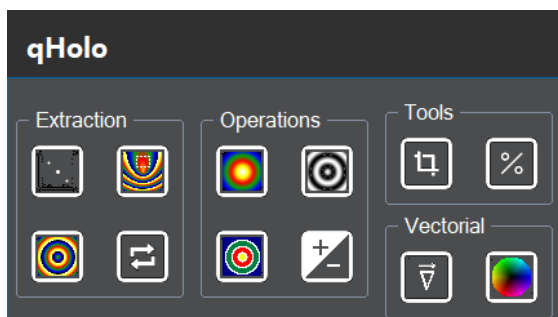 qHolo
Extraction
Operations
Tools
%
Vectorial
+
−